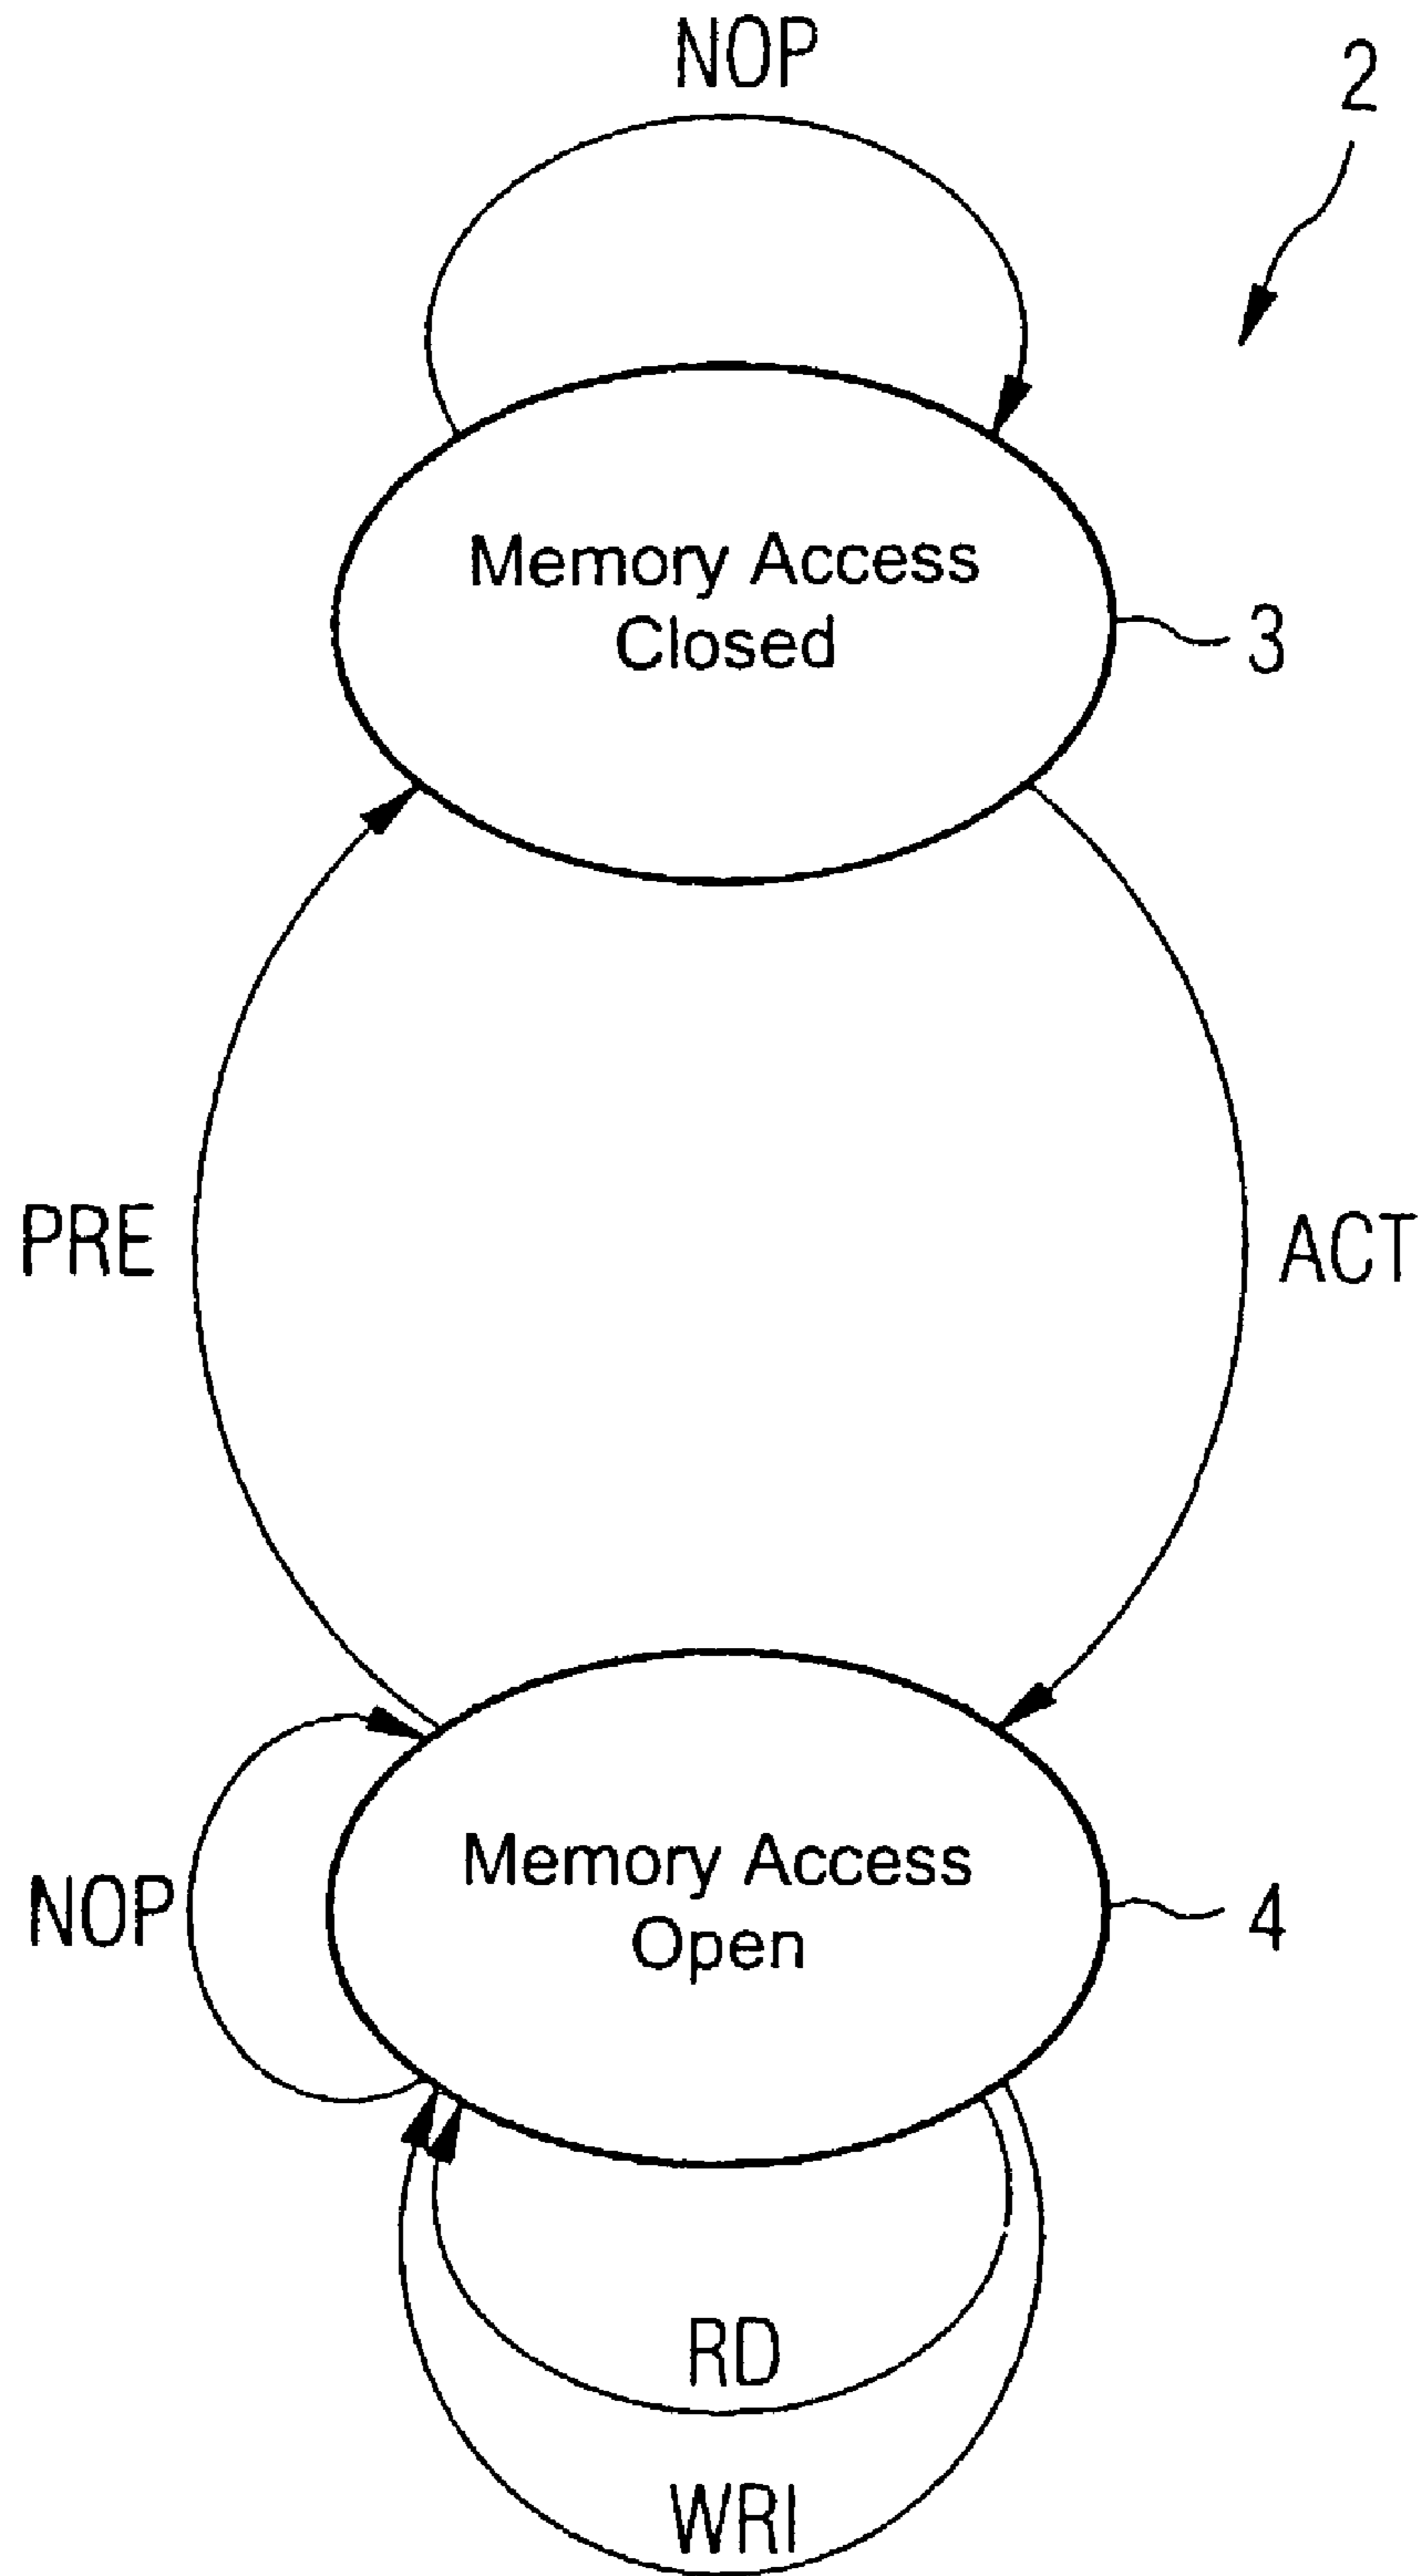 NOP
2
Memory Access
Closed
3
PRE
ACT
Memory Access
Open
NOP
4
RD
WRI